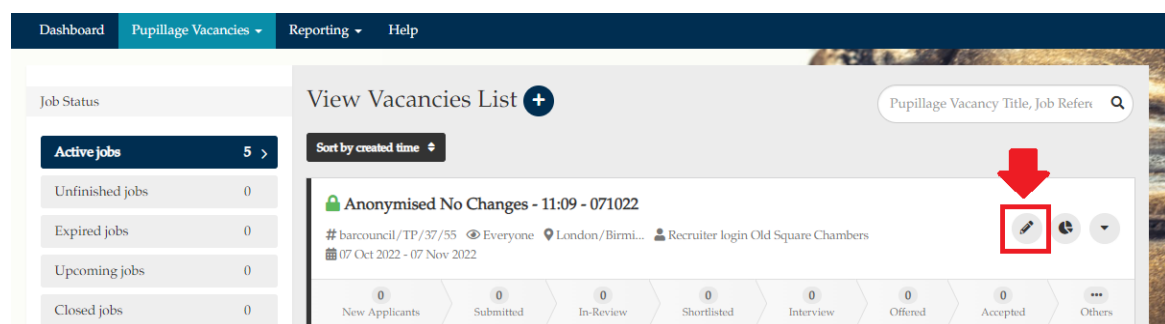 Dashboard Pupillage Vacancies Reporting Help
Job Status
Active jobs 5
Unfinished jobs 0
Expired jobs 0
Upcoming jobs 0
Closed jobs 0
View Vacancies List
Pupillage Vacancy Title, Job Refere
Sort by created time
Anonymised No Changes - 11:09 - 071022
# barcouncil/TP/37/55 Everyone London/Birmi... Recruiter login Old Square Chambers
07 Oct 2022 - 07 Nov 2022
0 0 0 0 0 0 0 •••
New Applicants Submitted In-Review Shortlisted Interview Offered Accepted Others